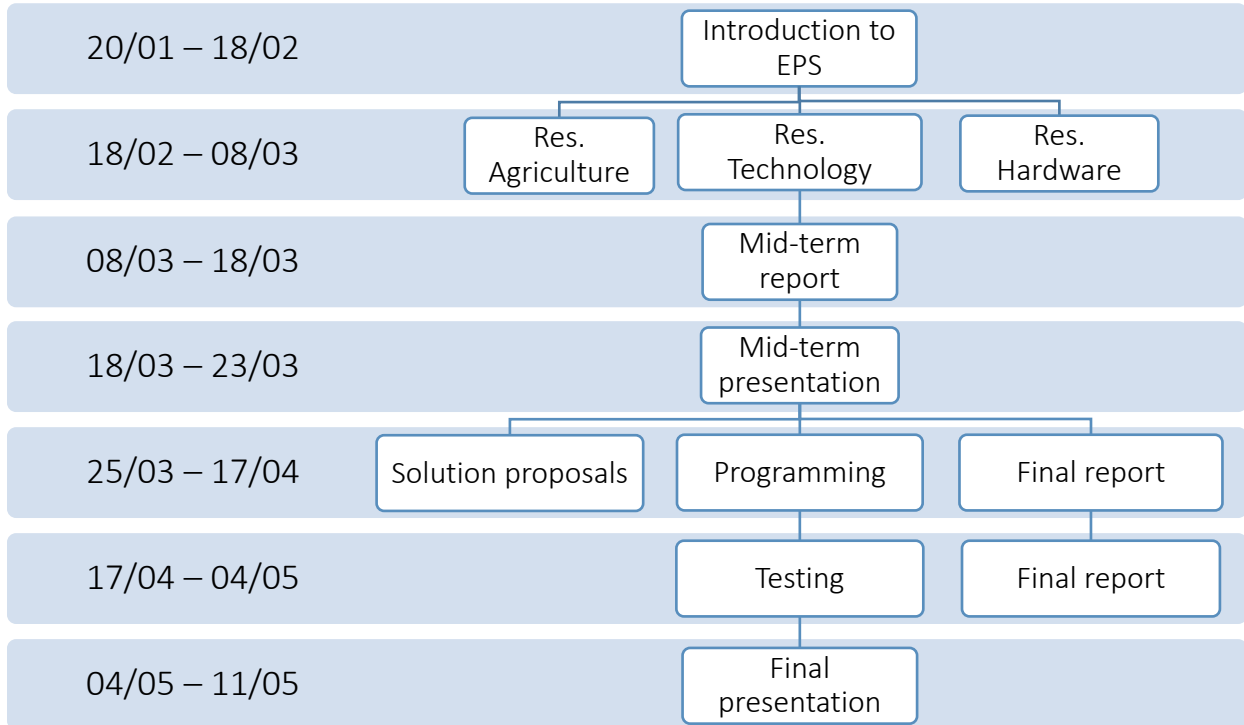 20/01 – 18/02
Introduction to
EPS
18/02 – 08/03
Res.
Agriculture
Res.
Technology
Res.
Hardware
08/03 – 18/03
Mid-term
report
18/03 – 23/03
Mid-term
presentation
25/03 – 17/04
Solution proposals
Programming
Final report
17/04 – 04/05
Testing
Final report
04/05 – 11/05
Final
presentation